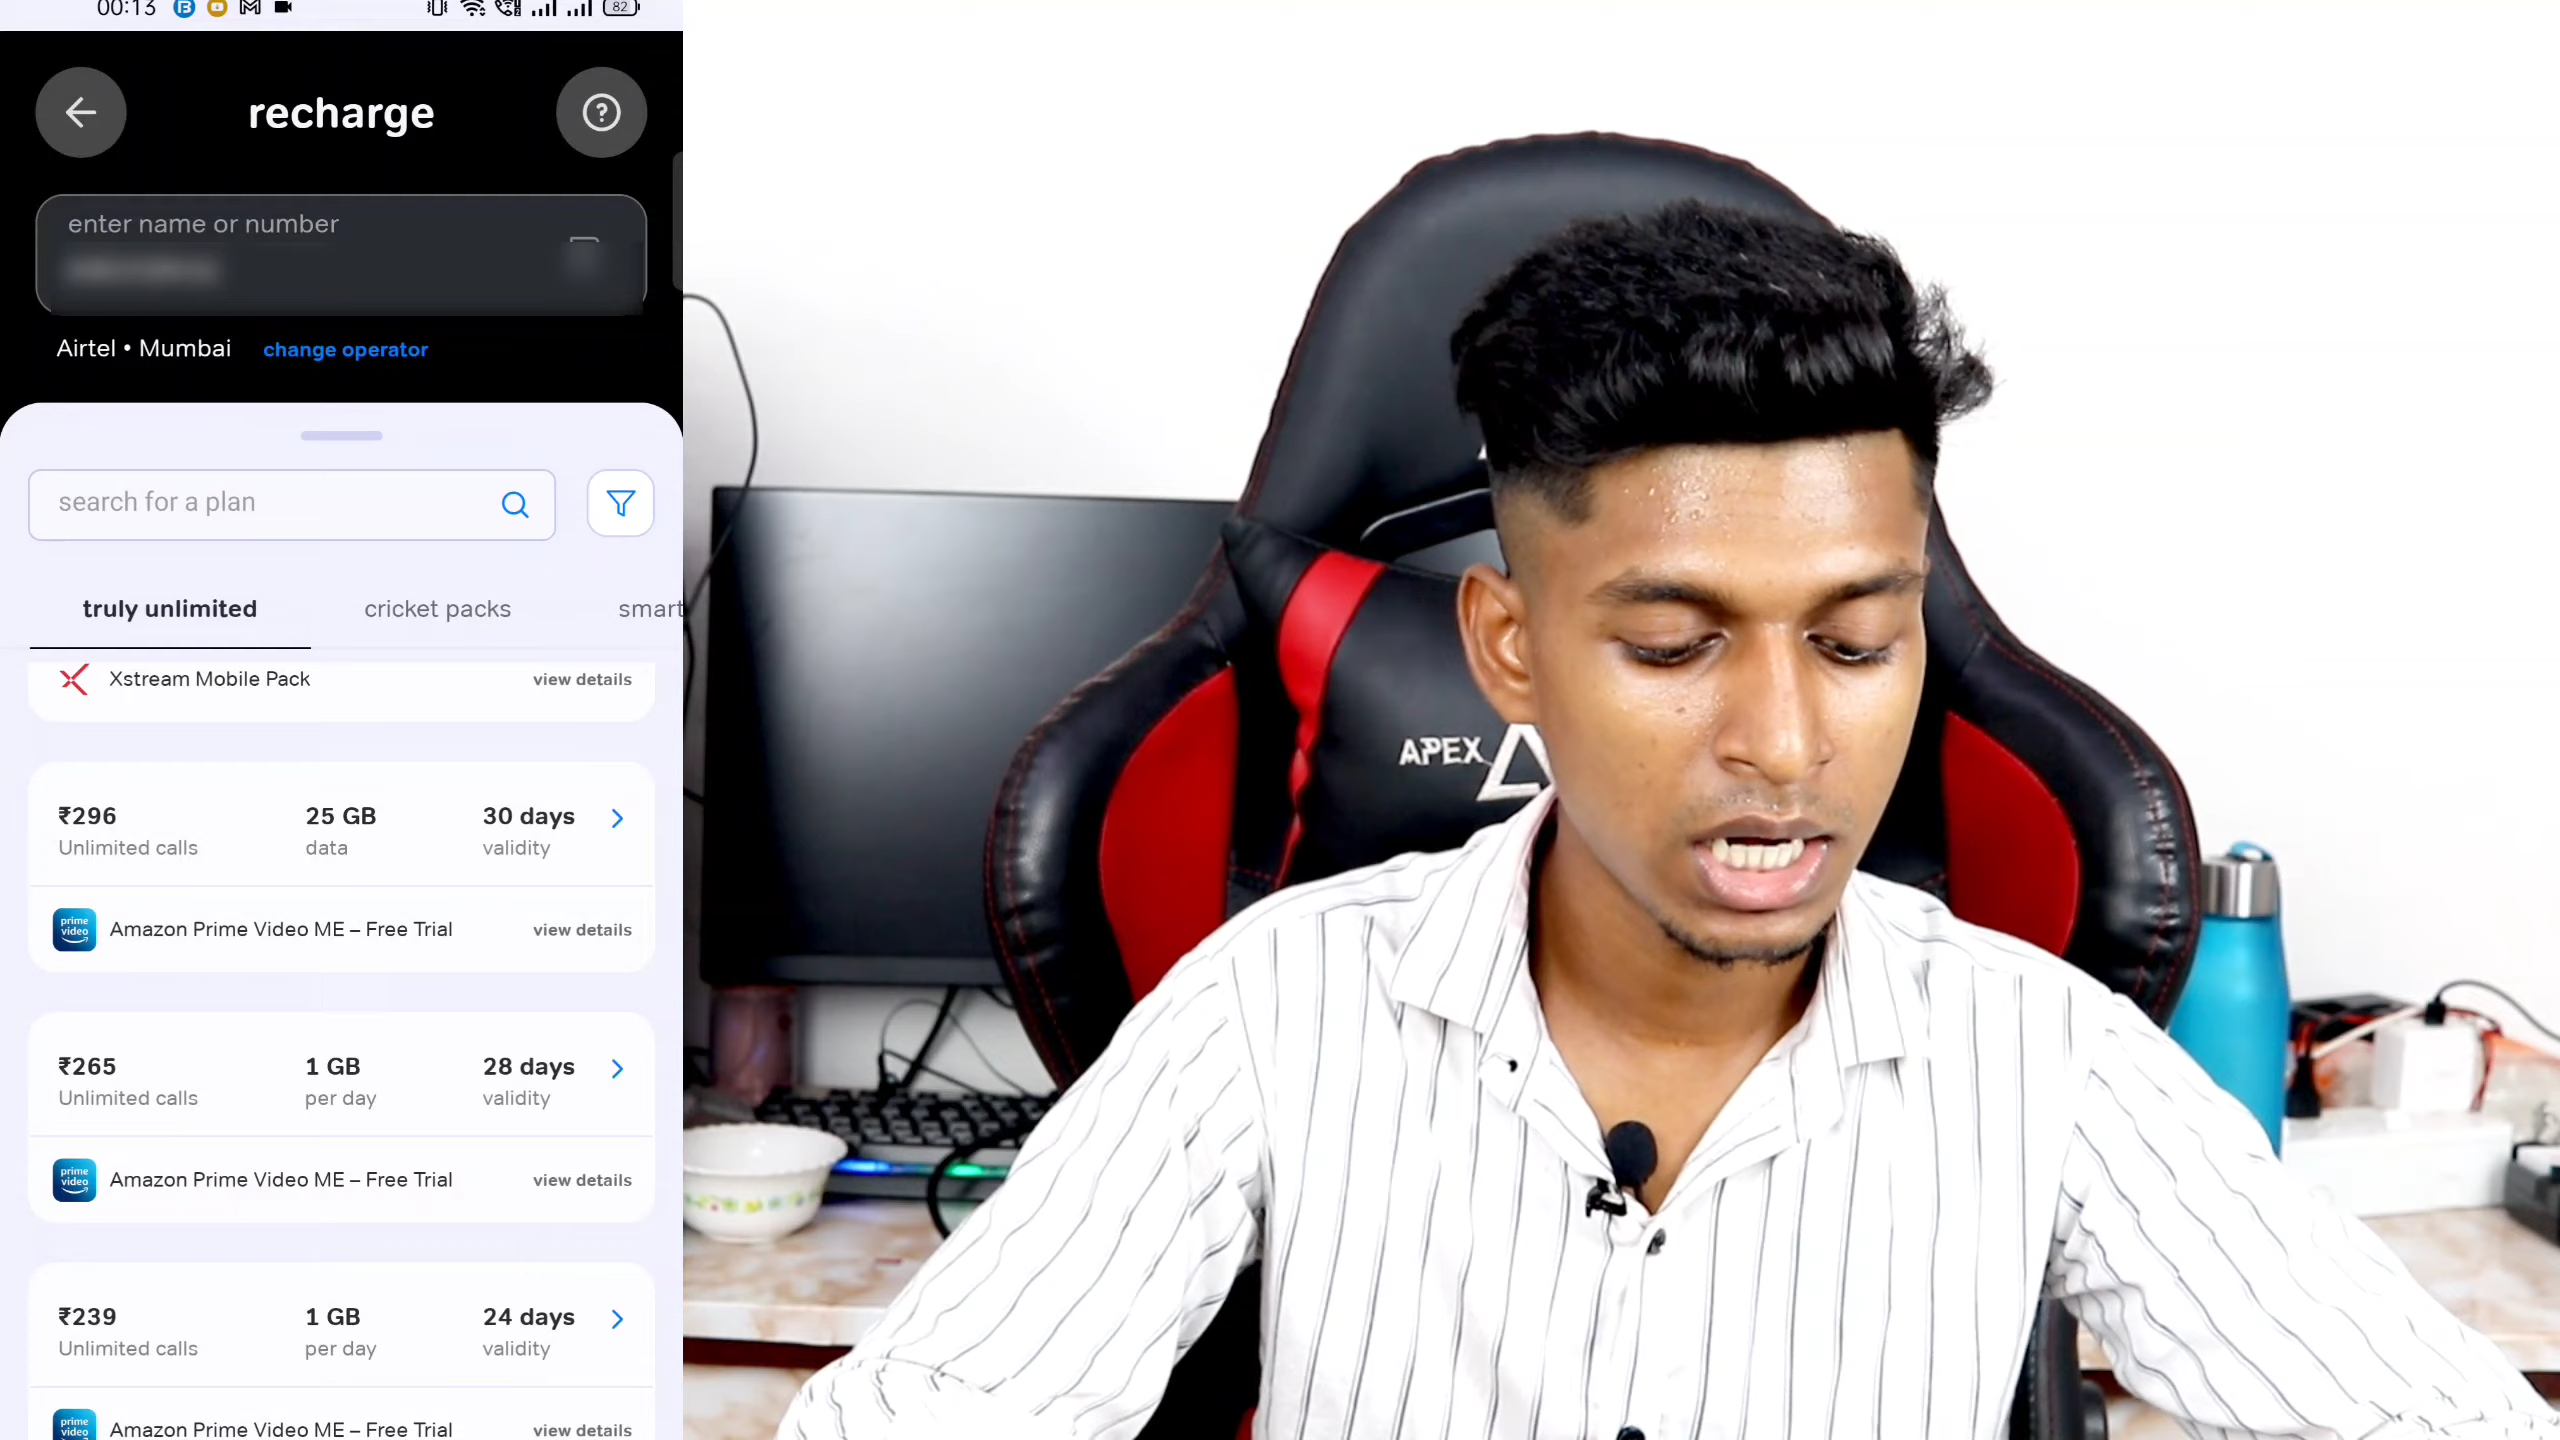 00:13
82
recharge
enter name or number
Airtel • Mumbai change operator
search for a plan
truly unlimited cricket packs smart
Xstream Mobile Pack view details
₹296 25 GB 30 days
Unlimited calls data validity
prime video Amazon Prime Video ME – Free Trial view details
₹265 1 GB 28 days
Unlimited calls per day validity
prime video Amazon Prime Video ME – Free Trial view details
₹239 1 GB 24 days
Unlimited calls per day validity
prime video Amazon Prime Video ME – Free Trial view details
APEX